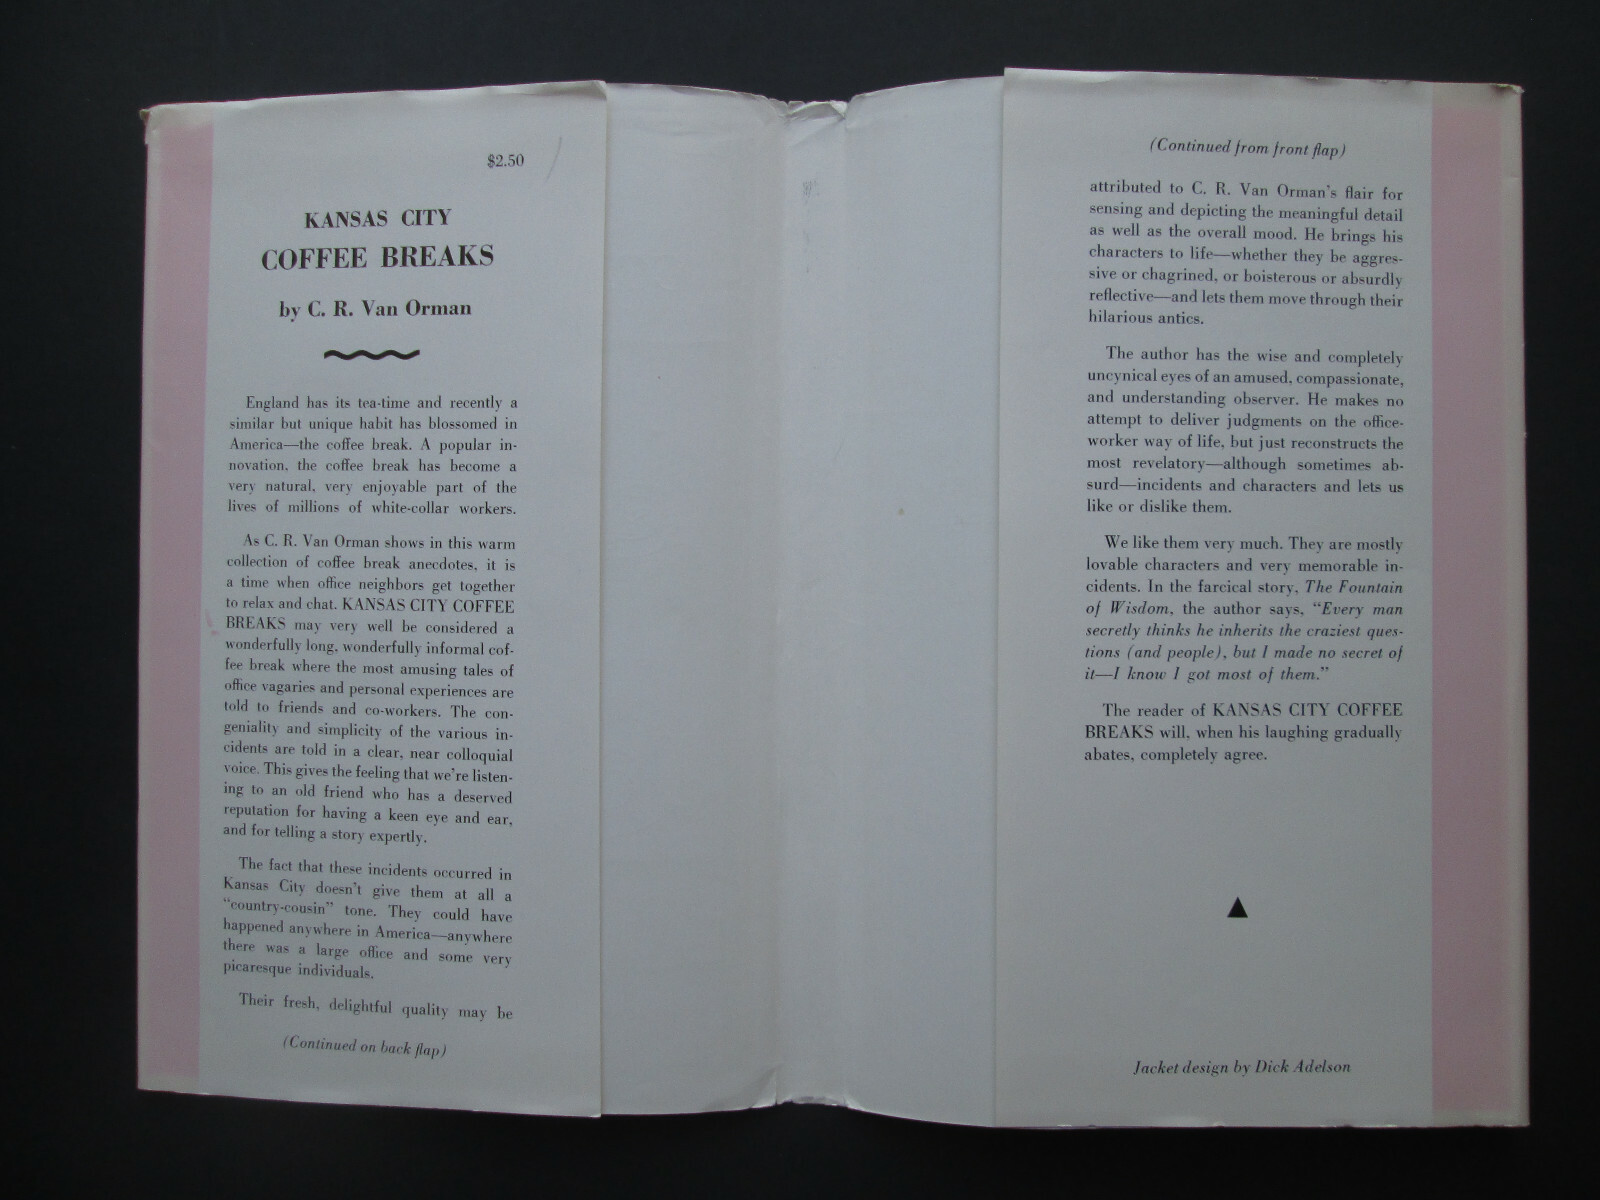 $2.50
KANSAS CITY
COFFEE BREAKS
by C. R. Van Orman
England has its tea-time and recently a
similar but unique habit has blossomed in
America—the coffee break. A popular in-
novation, the coffee break has become a
very natural, very enjoyable part of the
lives of millions of white-collar workers.
As C. R. Van Orman shows in this warm
collection of coffee break anecdotes, it is
a time when office neighbors get together
to relax and chat. KANSAS CITY COFFEE
BREAKS may very well be considered a
wonderfully long, wonderfully informal cof-
fee break where the most amusing tales of
office vagaries and personal experiences are
told to friends and co-workers. The con-
geniality and simplicity of the various in-
cidents are told in a clear, near colloquial
voice. This gives the feeling that we're listen-
ing to an old friend who has a deserved
reputation for having a keen eye and ear,
and for telling a story expertly.
The fact that these incidents occurred in
Kansas City doesn't give them at all a
"country-cousin" tone. They could have
happened anywhere in America—anywhere
there was a large office and some very
picaresque individuals.
Their fresh, delightful quality may be
(Continued on back flap)
(Continued from front flap)
attributed to C. R. Van Orman's flair for
sensing and depicting the meaningful detail
as well as the overall mood. He brings his
characters to life—whether they be aggres-
sive or chagrined, or boisterous or absurdly
reflective—and lets them move through their
hilarious antics.
The author has the wise and completely
uncynical eyes of an amused, compassionate,
and understanding observer. He makes no
attempt to deliver judgments on the office-
worker way of life, but just reconstructs the
most revelatory—although sometimes ab-
surd—incidents and characters and lets us
like or dislike them.
We like them very much. They are mostly
lovable characters and very memorable in-
cidents. In the farcical story, The Fountain
of Wisdom, the author says, "Every man
secretly thinks he inherits the craziest ques-
tions (and people), but I made no secret of
it—I know I got most of them."
The reader of KANSAS CITY COFFEE
BREAKS will, when his laughing gradually
abates, completely agree.
Jacket design by Dick Adelson